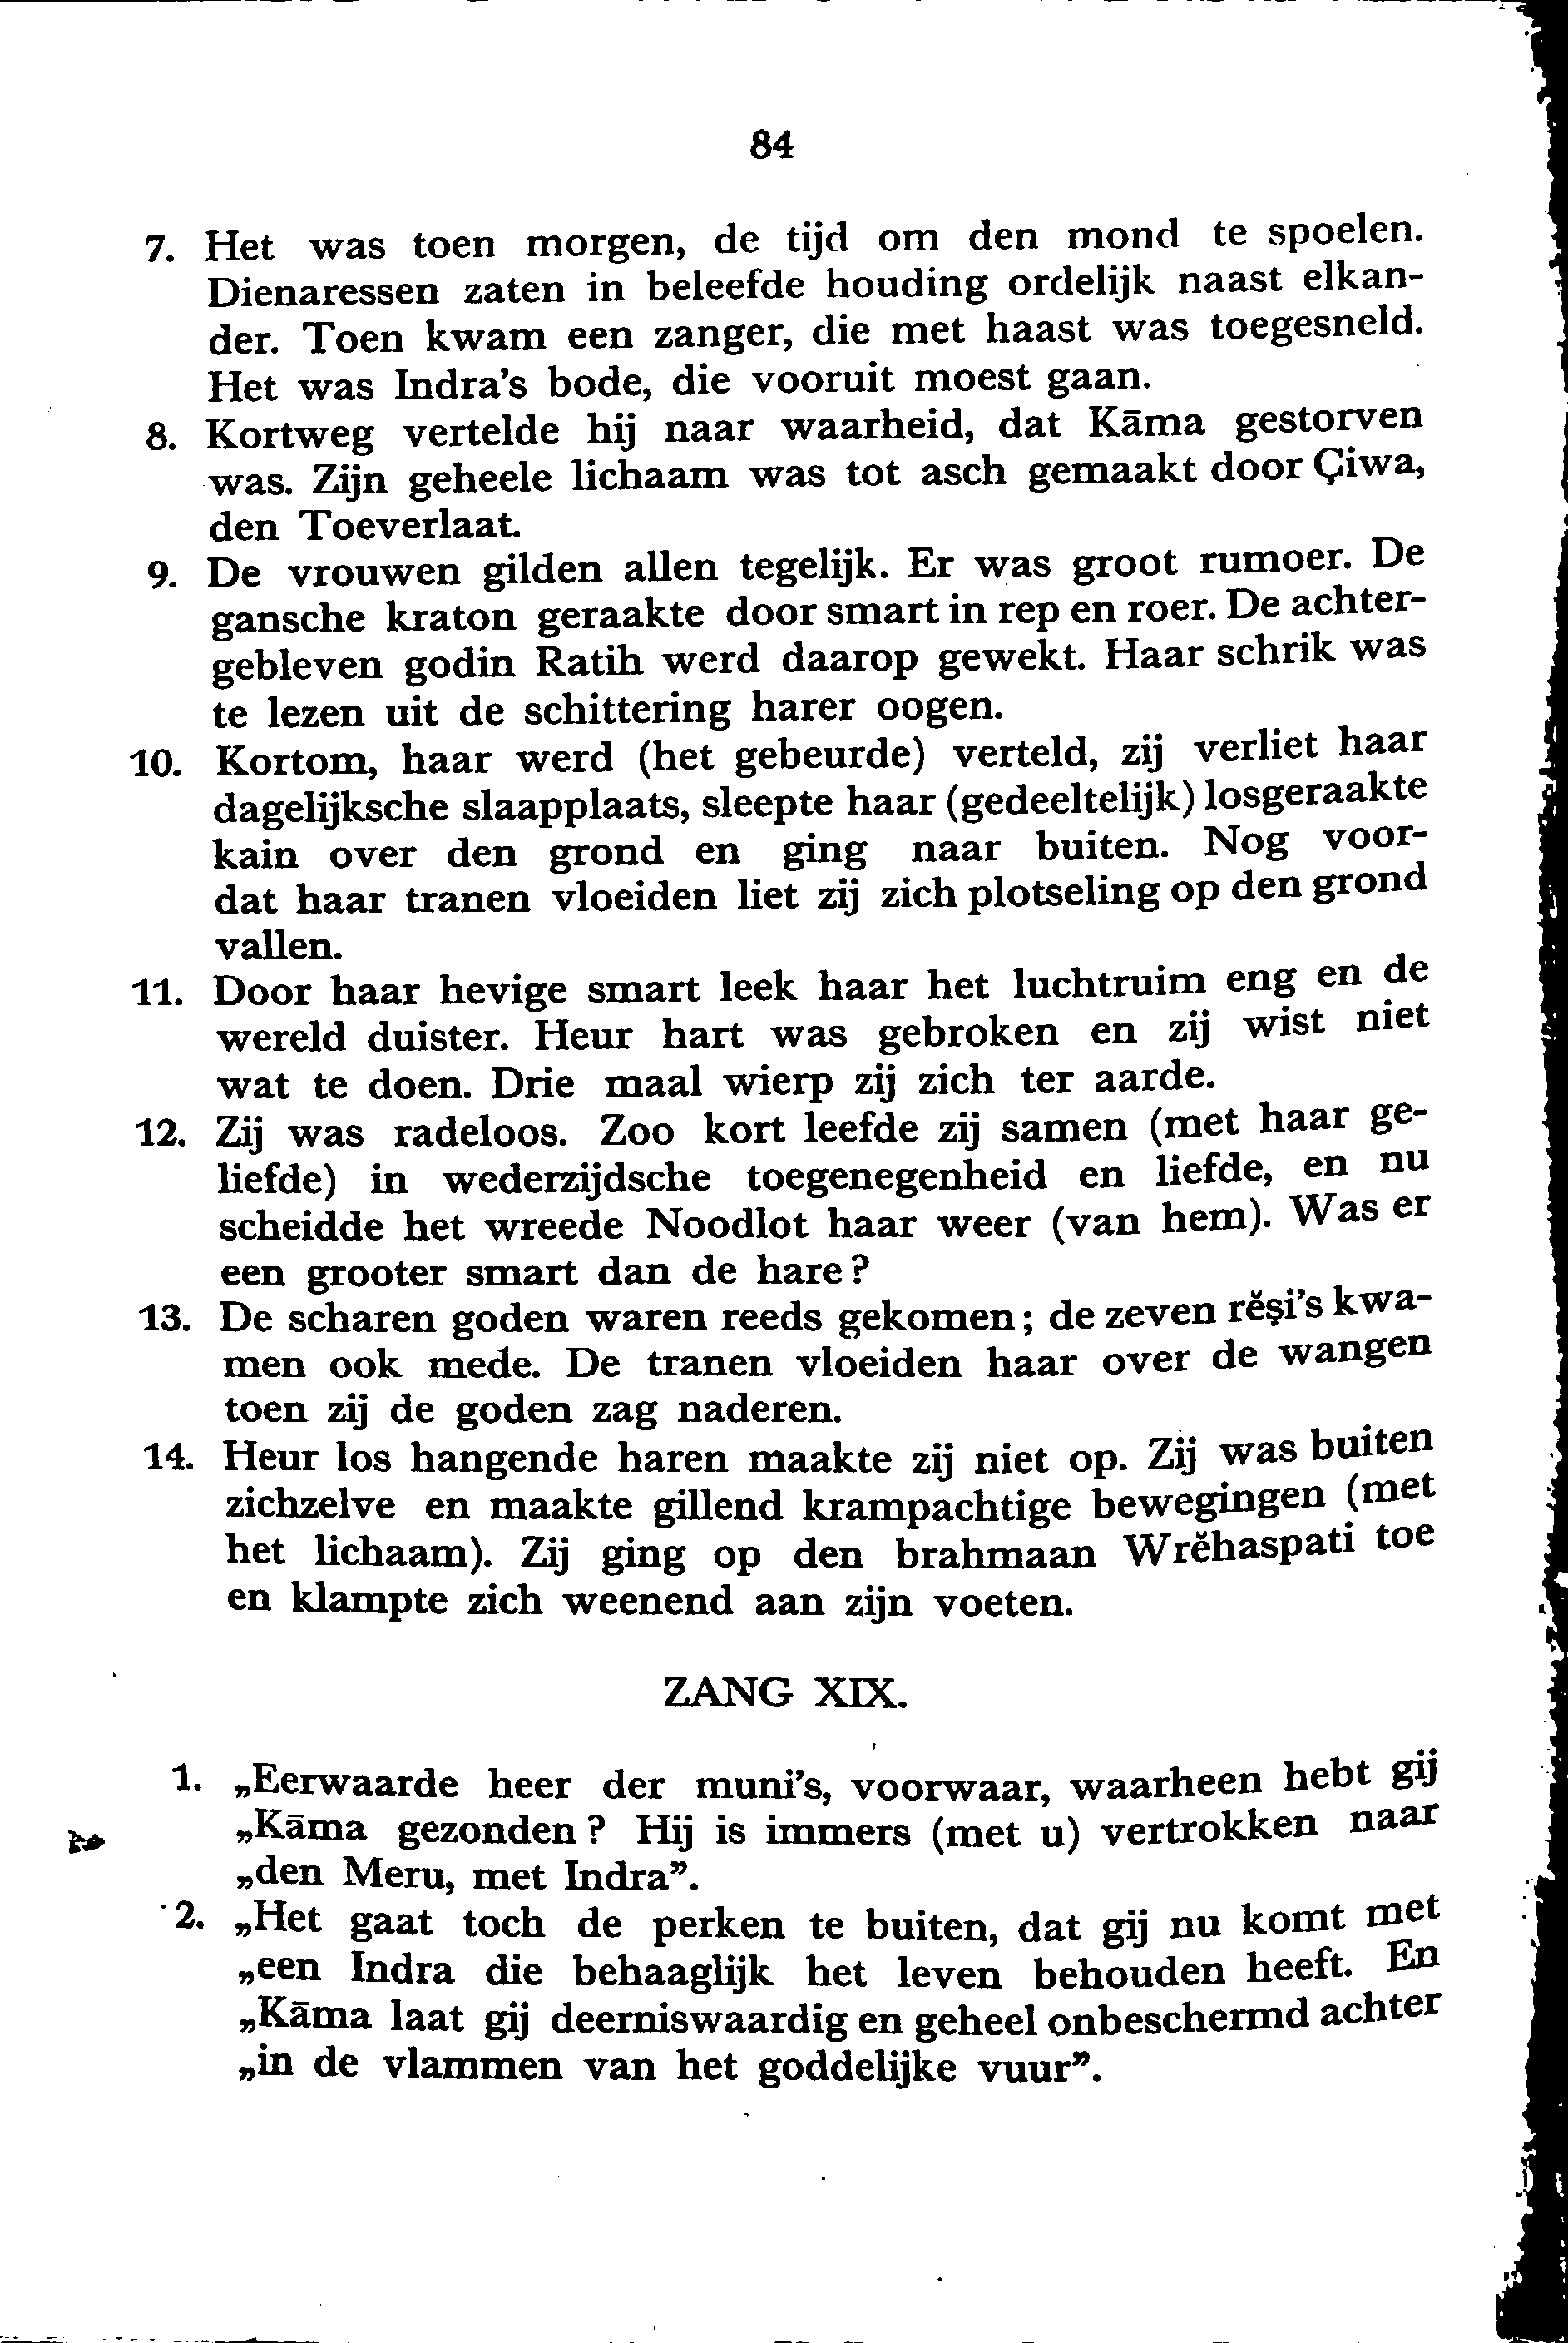 84
7. Het was toen morgen, de tijd om den mond te spoelen.
Dienaressen zaten in beleefde houding ordelijk naast elkan-
der. Toen kwam een zanger, die met haast was toegesneld.
Het was Indra's bode, die vooruit moest gaan.
8. Kortweg vertelde hij naar waarheid, dat Kāma gestorven
was. Zijn geheele lichaam was tot asch gemaakt door Çiwa,
den Toeverlaat.
9. De vrouwen gilden allen tegelijk. Er was groot rumoer. De
gansche kraton geraakte door smart in rep en roer. De achter-
gebleven godin Ratih werd daarop gewekt. Haar schrik was
te lezen uit de schittering harer oogen.
10. Kortom, haar werd (het gebeurde) verteld, zij verliet haar
dagelijksche slaapplaats, sleepte haar (gedeeltelijk) losgeraakte
kain over den grond en ging naar buiten. Nog voor-
dat haar tranen vloeiden liet zij zich plotseling op den grond
vallen.
11. Door haar hevige smart leek haar het luchtruim eng en de
wereld duister. Heur hart was gebroken en zij wist niet
wat te doen. Drie maal wierp zij zich ter aarde.
12. Zij was radeloos. Zoo kort leefde zij samen (met haar ge-
liefde) in wederzijdsche toegenegenheid en liefde, en nu
scheidde het wreede Noodlot haar weer (van hem). Was er
een grooter smart dan de hare?
13. De scharen goden waren reeds gekomen; de zeven rĕṣi's kwa-
men ook mede. De tranen vloeiden haar over de wangen
toen zij de goden zag naderen.
14. Heur los hangende haren maakte zij niet op. Zij was buiten
zichzelve en maakte gillend krampachtige bewegingen (met
het lichaam). Zij ging op den brahmaan Wrĕhaspati toe
en klampte zich weenend aan zijn voeten.
ZANG XIX.
1. „Eerwaarde heer der muni's, voorwaar, waarheen hebt gij
„Kāma gezonden? Hij is immers (met u) vertrokken naar
„den Meru, met Indra”.
2. „Het gaat toch de perken te buiten, dat gij nu komt met
„een Indra die behaaglijk het leven behouden heeft. En
„Kāma laat gij deerniswaardig en geheel onbeschermd achter
„in de vlammen van het goddelijke vuur”.